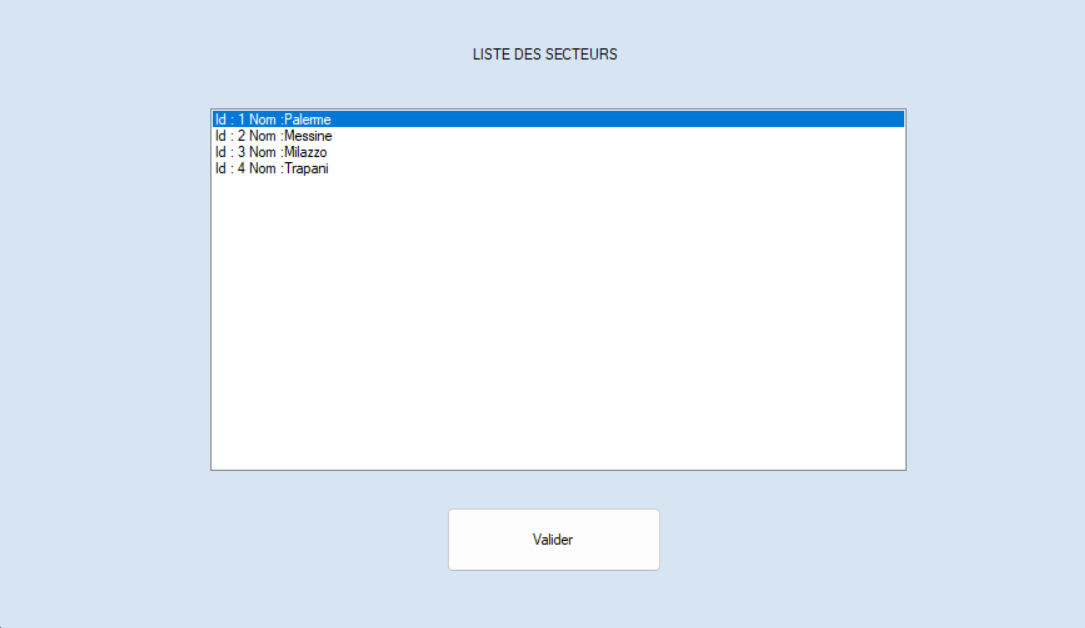 LISTE DES SECTEURS
Id : 1 Nom :Palerme
Id : 2 Nom :Messine
Id : 3 Nom :Milazzo
Id : 4 Nom :Trapani
Valider